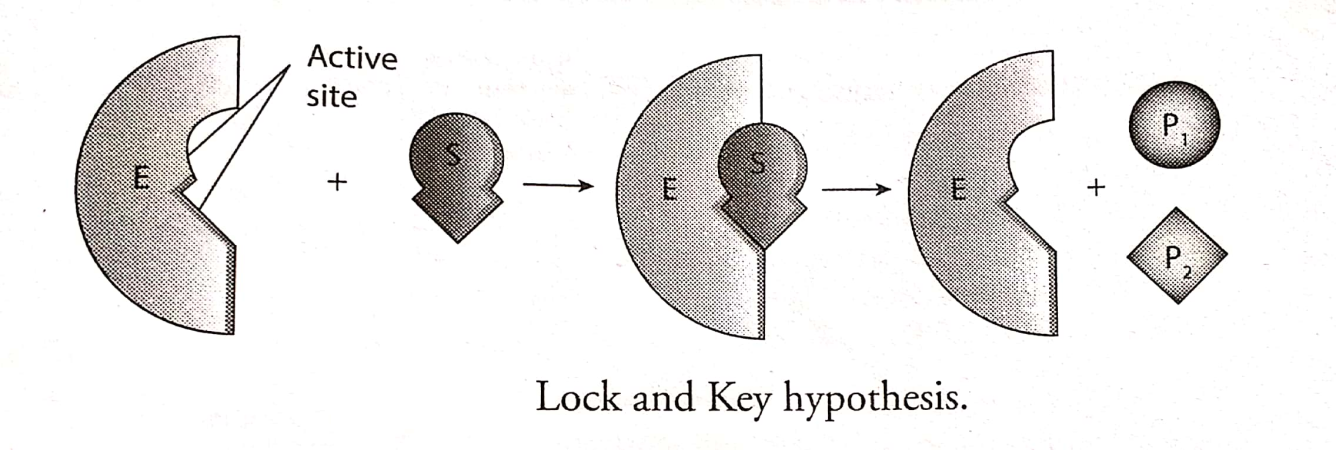 Active
site
E
+
S
E
S
E
+
P₁
P₂
Lock and Key hypothesis.